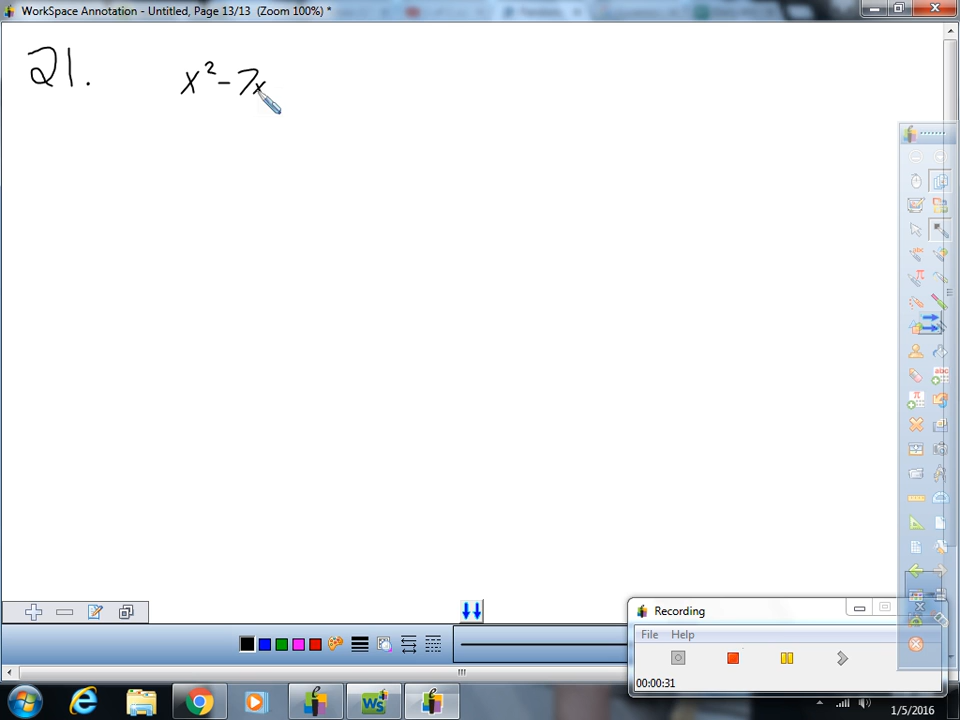 WorkSpace Annotation - Untitled, Page 13/13 (Zoom 100%) *
21. x² - 7x
Recording
File Help
00:00:31
WS
1/5/2016